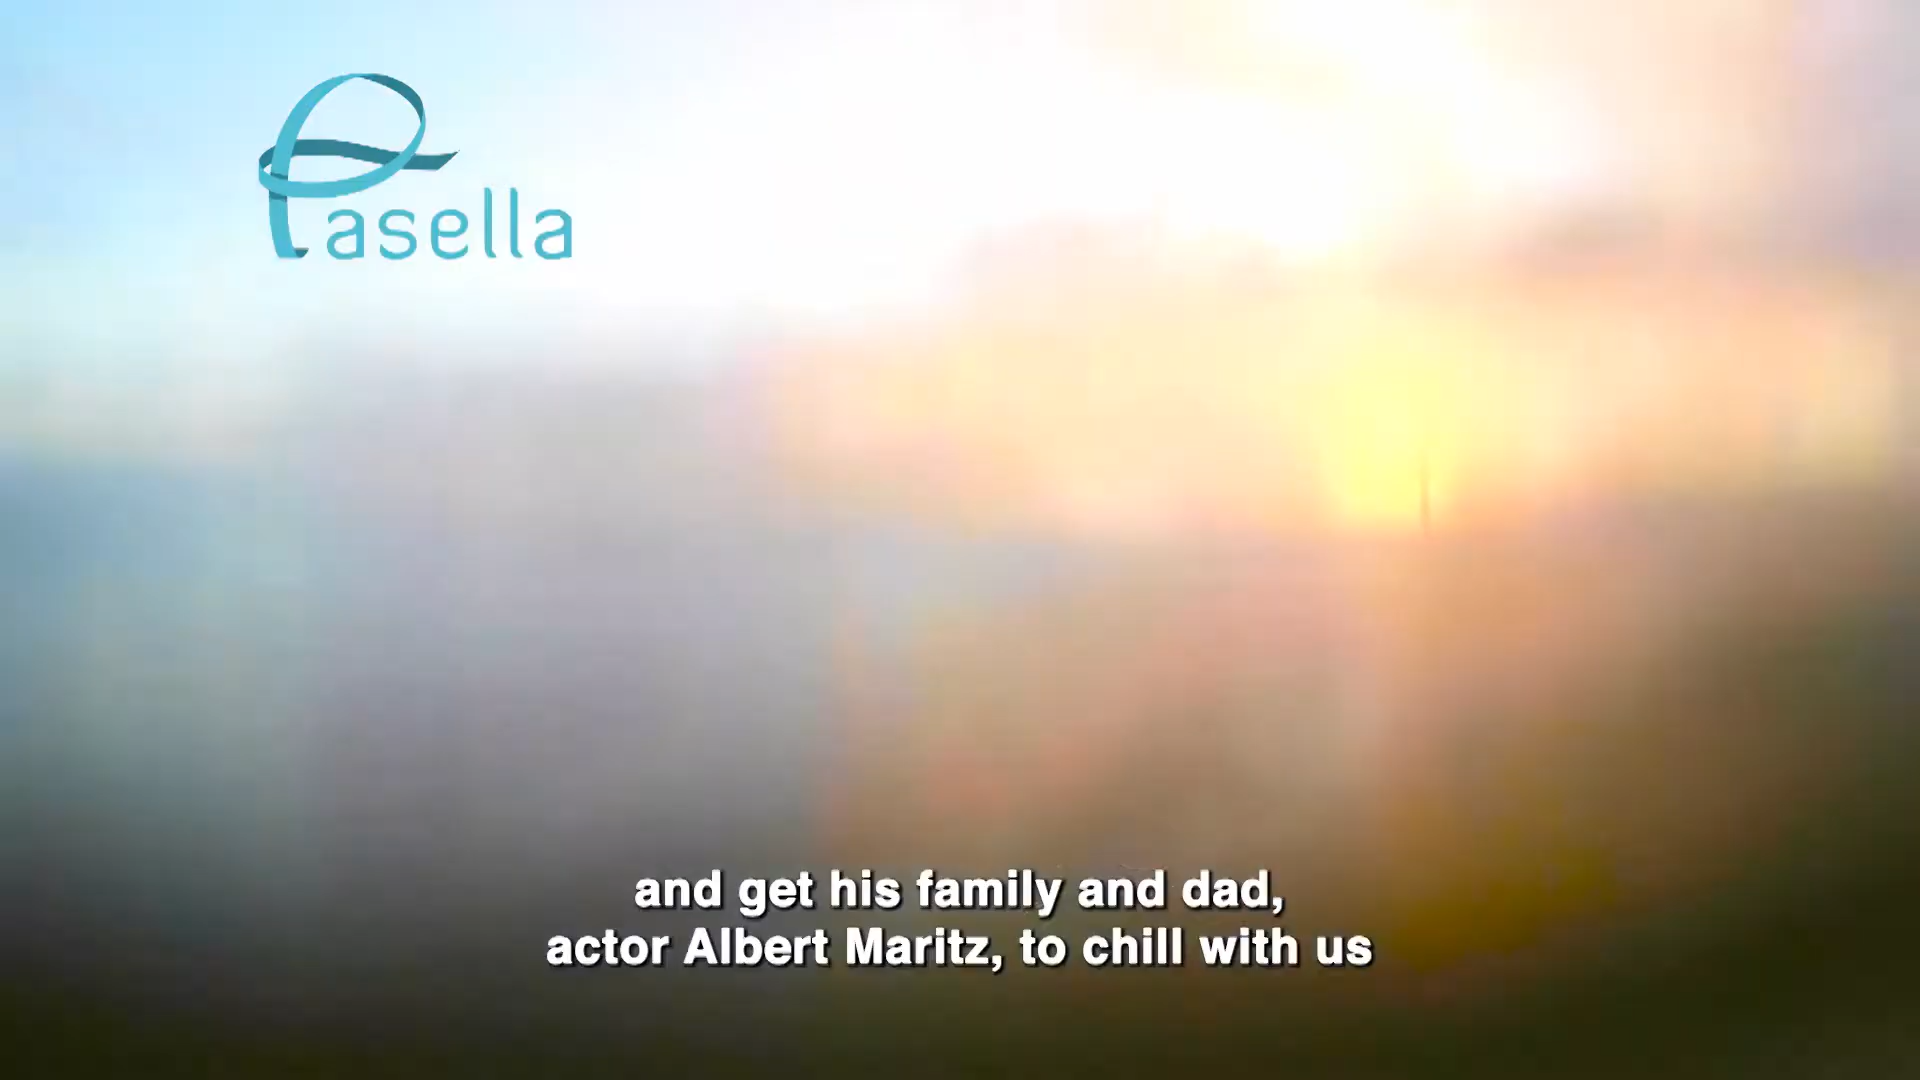 Pasella
and get his family and dad,
actor Albert Maritz, to chill with us